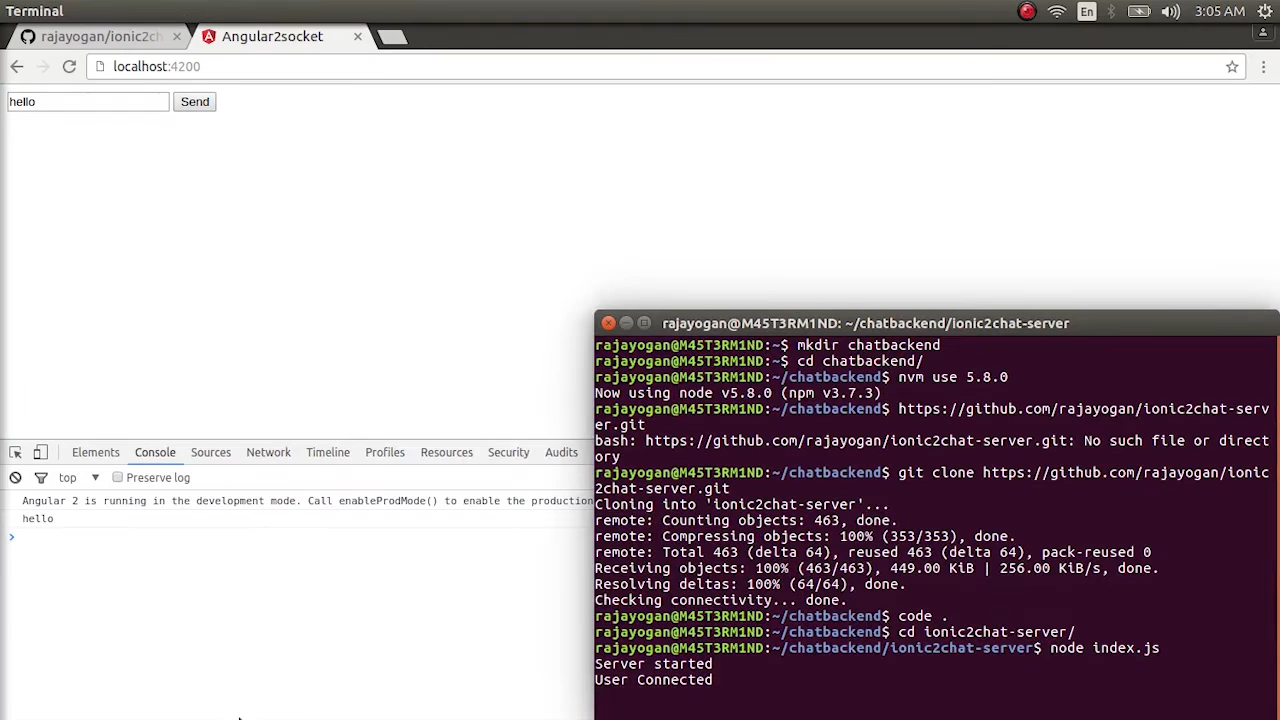 Terminal
En
3:05 AM
rajayogan/ionic2ch
Angular2socket
localhost:4200
hello
Send
Elements Console Sources Network Timeline Profiles Resources Security Audits
top
Preserve log
Angular 2 is running in the development mode. Call enableProdMode() to enable the production
hello
rajayogan@M45T3RM1ND: ~/chatbackend/ionic2chat-server
rajayogan@M45T3RM1ND:~$ mkdir chatbackend
rajayogan@M45T3RM1ND:~$ cd chatbackend/
rajayogan@M45T3RM1ND:~/chatbackend$ nvm use 5.8.0
Now using node v5.8.0 (npm v3.7.3)
rajayogan@M45T3RM1ND:~/chatbackend$ https://github.com/rajayogan/ionic2chat-serv
er.git
bash: https://github.com/rajayogan/ionic2chat-server.git: No such file or direct
ory
rajayogan@M45T3RM1ND:~/chatbackend$ git clone https://github.com/rajayogan/ionic
2chat-server.git
Cloning into 'ionic2chat-server'...
remote: Counting objects: 463, done.
remote: Compressing objects: 100% (353/353), done.
remote: Total 463 (delta 64), reused 463 (delta 64), pack-reused 0
Receiving objects: 100% (463/463), 449.00 KiB | 256.00 KiB/s, done.
Resolving deltas: 100% (64/64), done.
Checking connectivity... done.
rajayogan@M45T3RM1ND:~/chatbackend$ code .
rajayogan@M45T3RM1ND:~/chatbackend$ cd ionic2chat-server/
rajayogan@M45T3RM1ND:~/chatbackend/ionic2chat-server$ node index.js
Server started
User Connected